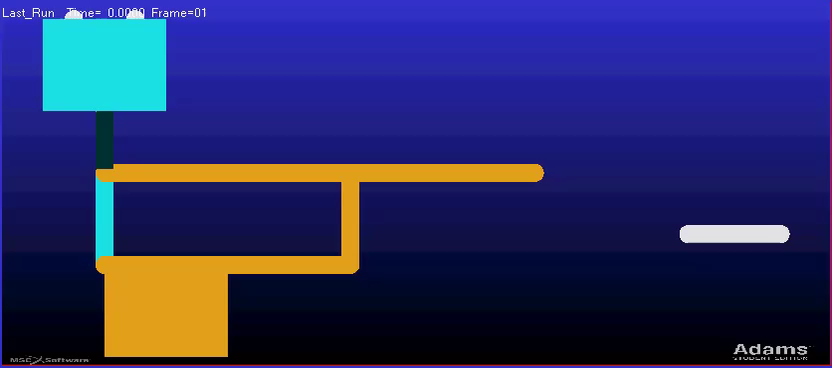 Last_Run Time= 0.0000 Frame=01
MSC Software
Adams
STUDENT EDITION